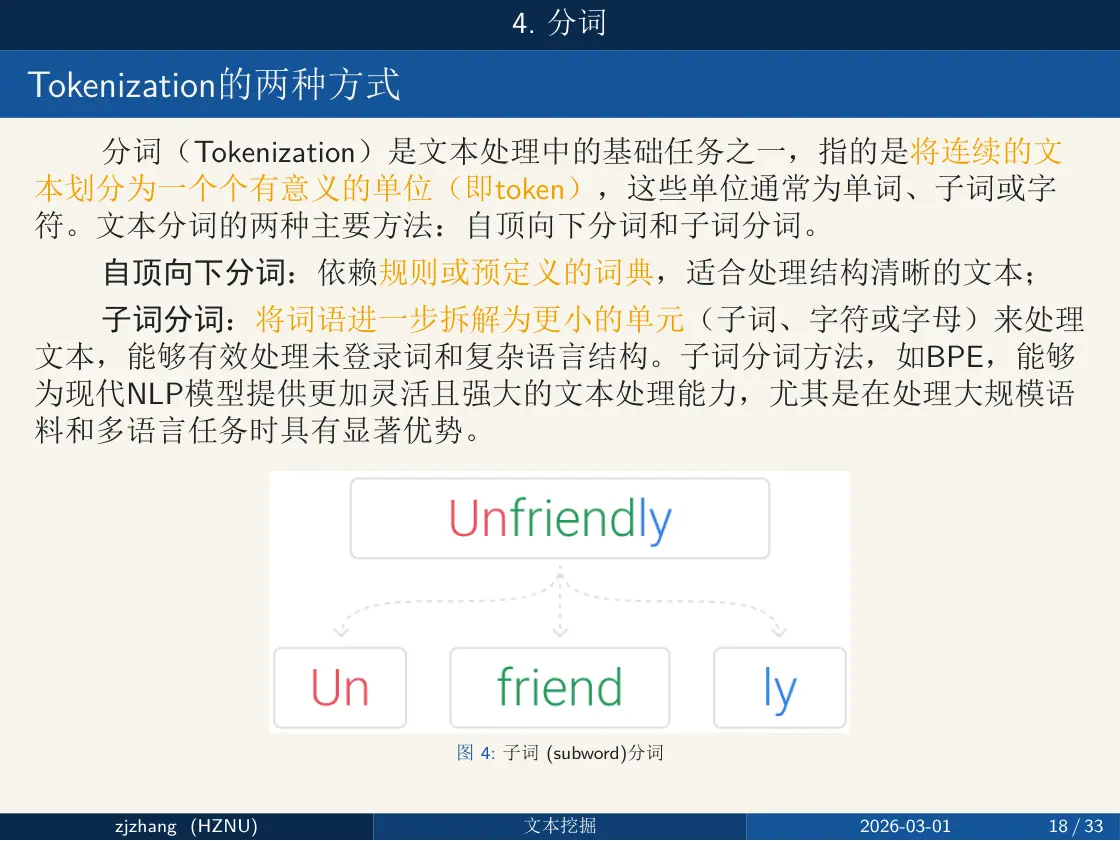 4. 分词
Tokenization的两种方式
分词（Tokenization）是文本处理中的基础任务之一，指的是将连续的文
本划分为一个个有意义的单位（即token），这些单位通常为单词、子词或字
符。文本分词的两种主要方法：自顶向下分词和子词分词。
自顶向下分词：依赖规则或预定义的词典，适合处理结构清晰的文本；
子词分词：将词语进一步拆解为更小的单元（子词、字符或字母）来处理
文本，能够有效处理未登录词和复杂语言结构。子词分词方法，如BPE，能够
为现代NLP模型提供更加灵活且强大的文本处理能力，尤其是在处理大规模语
料和多语言任务时具有显著优势。
Unfriendly
Un friend ly
图 4: 子词 (subword)分词
zjzhang (HZNU) 文本挖掘 2026-03-01 18 / 33